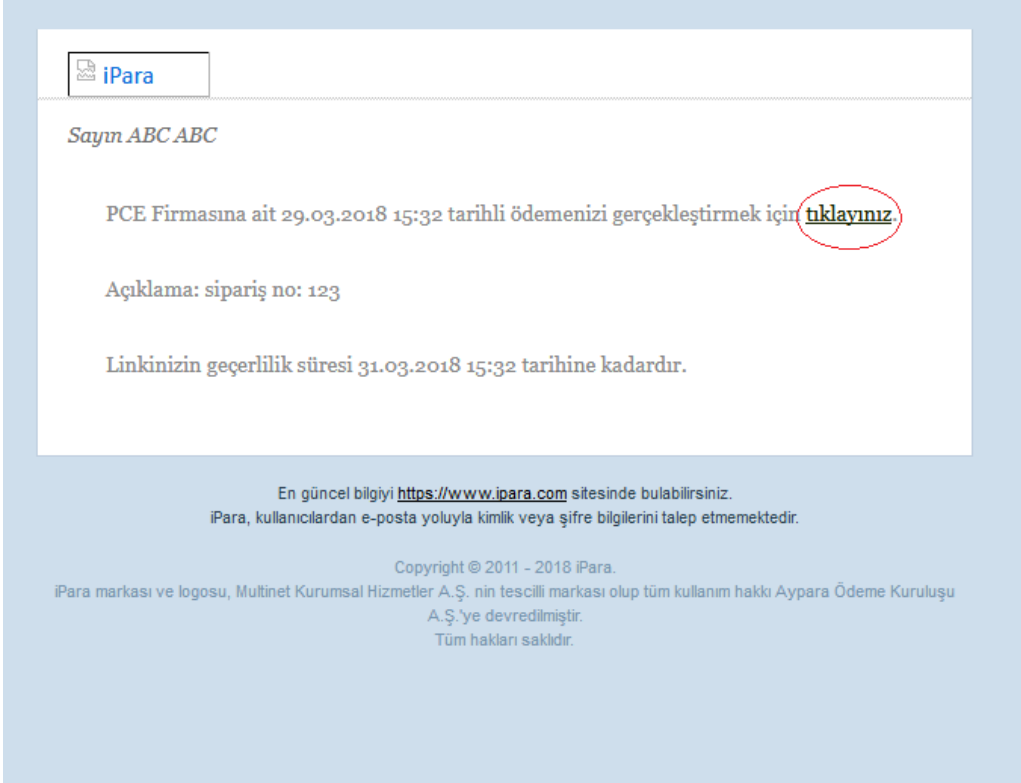 iPara
Sayın ABC ABC
PCE Firmasına ait 29.03.2018 15:32 tarihli ödemenizi gerçekleştirmek için tıklayınız.
Açıklama: sipariş no: 123
Linkinizin geçerlilik süresi 31.03.2018 15:32 tarihine kadardır.
En güncel bilgiyi https://www.ipara.com sitesinde bulabilirsiniz.
iPara, kullanıcılardan e-posta yoluyla kimlik veya şifre bilgilerini talep etmemektedir.
Copyright © 2011 - 2018 iPara.
iPara markası ve logosu, Multinet Kurumsal Hizmetler A.Ş. nin tescilli markası olup tüm kullanım hakkı Aypara Ödeme Kuruluşu
A.Ş.'ye devredilmiştir.
Tüm hakları saklıdır.